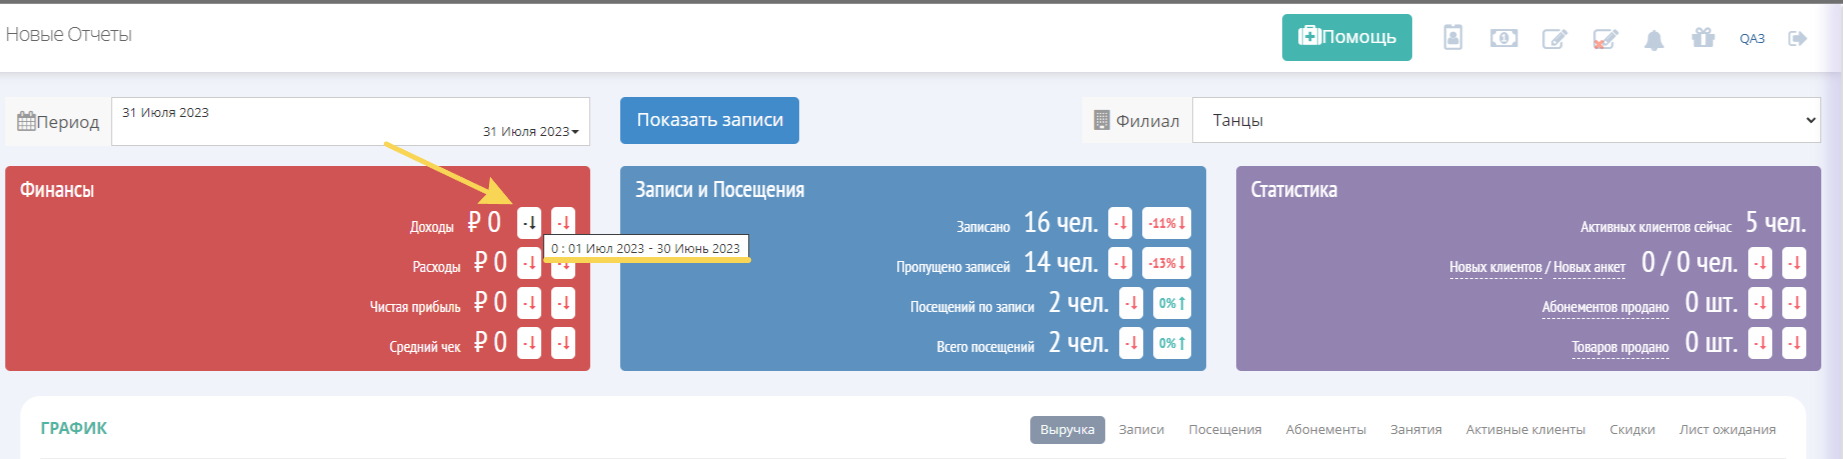 Новые Отчеты
Помощь
QA3
Период
31 Июля 2023
31 Июля 2023
Показать записи
Филиал
Танцы
Финансы
Доходы ₽ 0 -↓ -↓
0 : 01 Июл 2023 - 30 Июнь 2023
Расходы ₽ 0 -↓ -↓
Чистая прибыль ₽ 0 -↓ -↓
Средний чек ₽ 0 -↓ -↓
Записи и Посещения
Записано 16 чел. -↓ -11%↓
Пропущено записей 14 чел. -↓ -13%↓
Посещений по записи 2 чел. -↓ 0%↑
Всего посещений 2 чел. -↓ 0%↑
Статистика
Активных клиентов сейчас 5 чел.
Новых клиентов / Новых анкет 0 / 0 чел. -↓ -↓
Абонементов продано 0 шт. -↓ -↓
Товаров продано 0 шт. -↓ -↓
ГРАФИК
Выручка Записи Посещения Абонементы Занятия Активные клиенты Скидки Лист ожидания